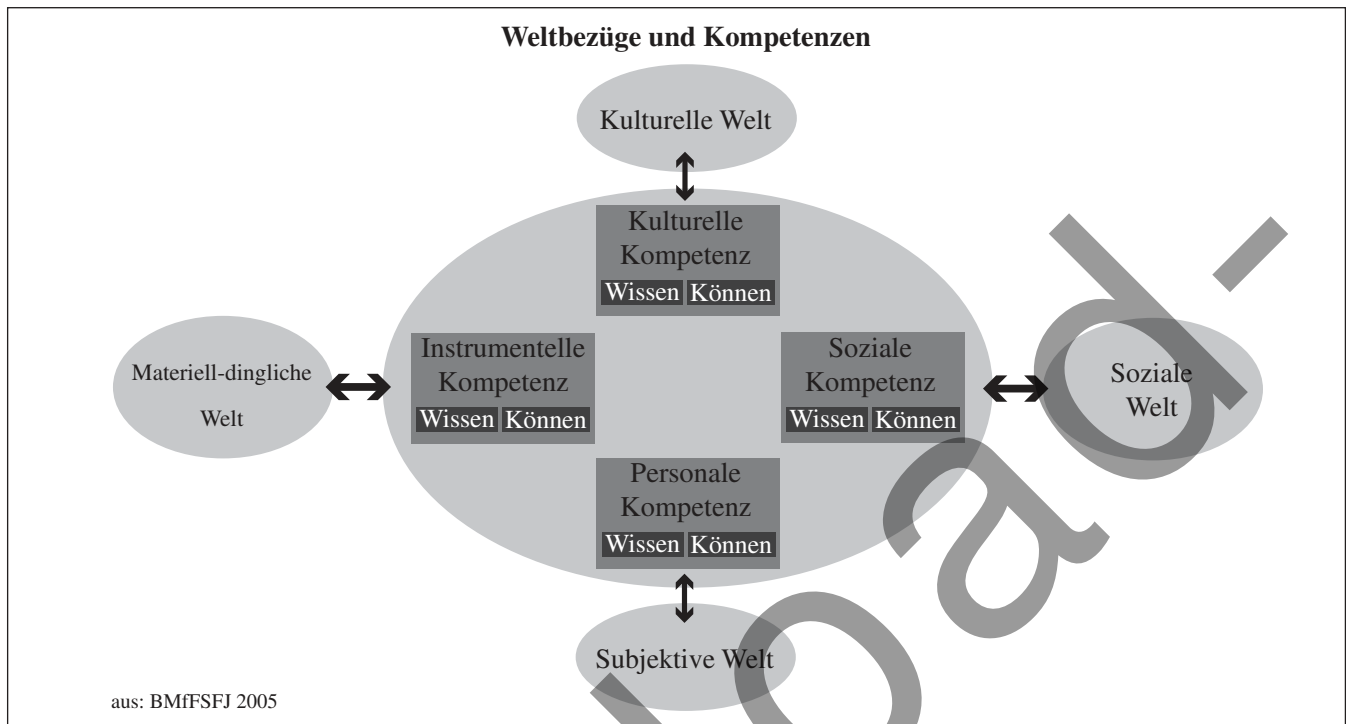 Weltbezüge und Kompetenzen
Kulturelle Welt
Kulturelle
Kompetenz
Wissen Können
Materiell-dingliche
Welt
Instrumentelle
Kompetenz
Wissen Können
Soziale
Kompetenz
Wissen Können
Soziale
Welt
Personale
Kompetenz
Wissen Können
Subjektive Welt
aus: BMfFSFJ 2005
oad-